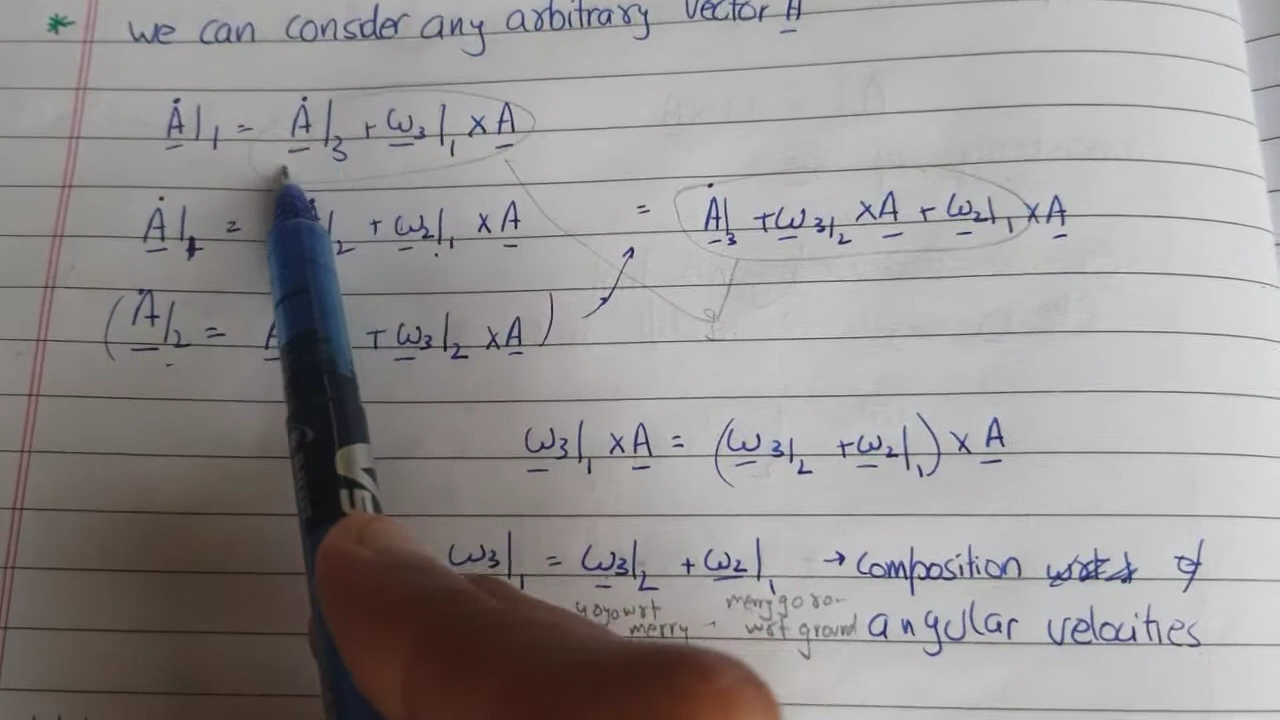 * we can consder any arbitrary vector A
Ȧ|₁ = Ȧ|₃ + ω₃|₁ × A
Ȧ|₁ = Ȧ|₂ + ω₂|₁ × A = Ȧ|₃ + ω₃|₂ × A + ω₂|₁ × A
(Ȧ|₂ = A + ω₃|₂ × A)
ω₃|₁ × A = (ω₃|₂ + ω₂|₁) × A
ω₃|₁ = ω₃|₂ + ω₂|₁ → composition of
yoyo wrt merry go ro-
merry wrt ground angular velocities
V5